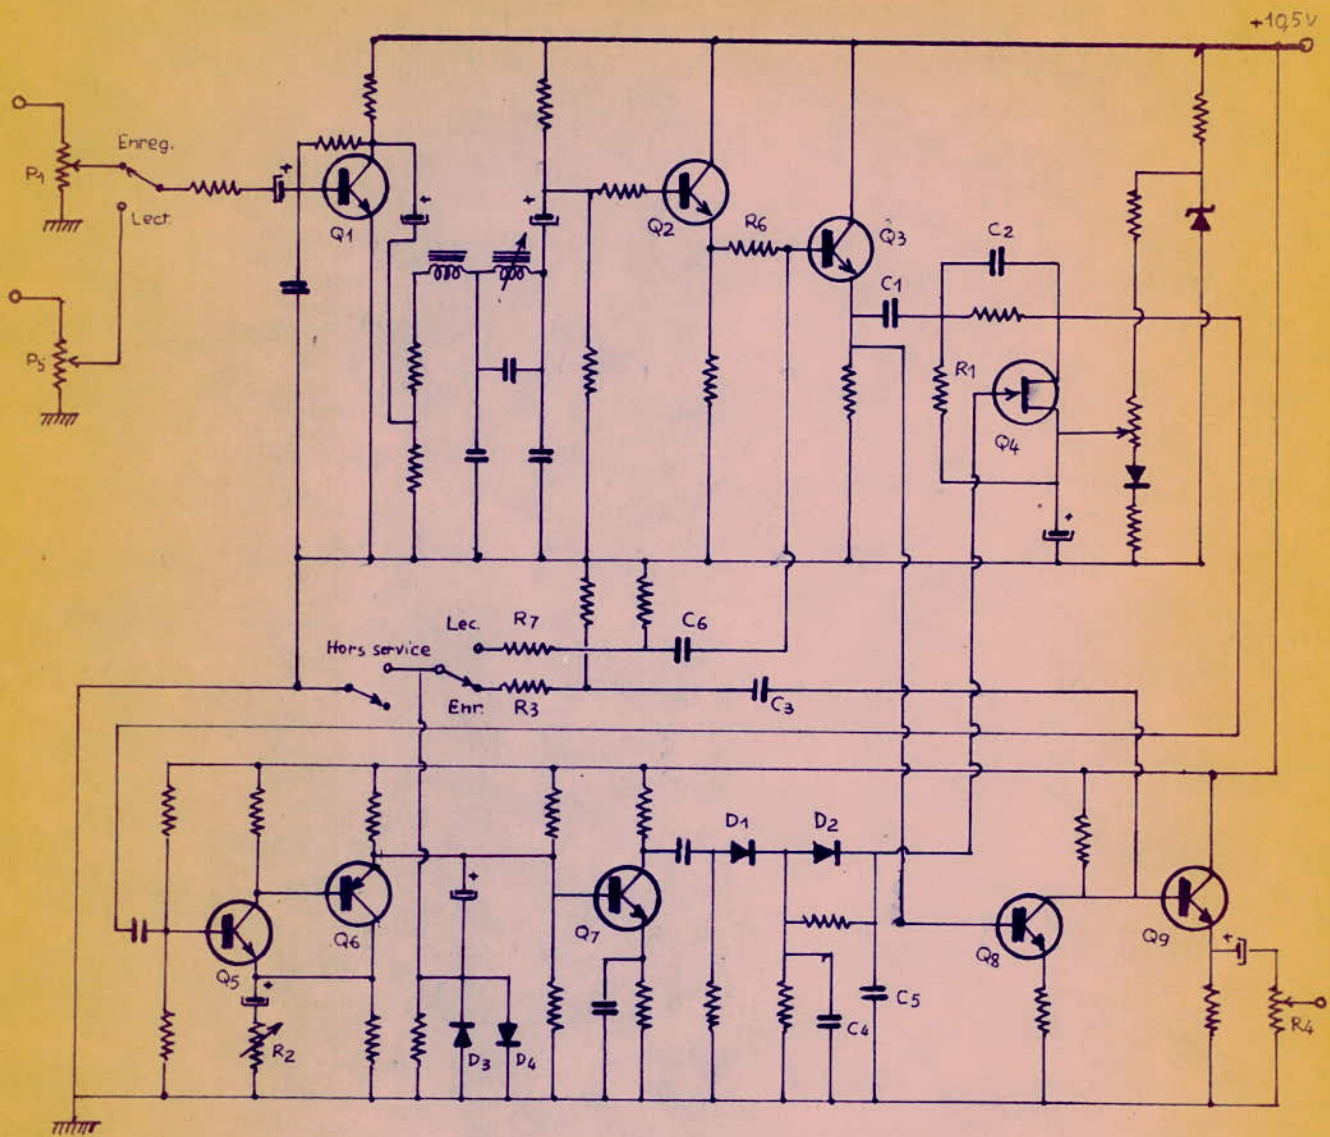 +10,5V
Enreg.
P1
Lect.
P5
Q1
Q2
R6
Q3
C1
C2
R1
Q4
Lec.
R7
C6
Hors service
Enr.
R3
C3
D1
D2
Q5
Q6
Q7
Q8
Q9
R2
D3
D4
C4
C5
R4